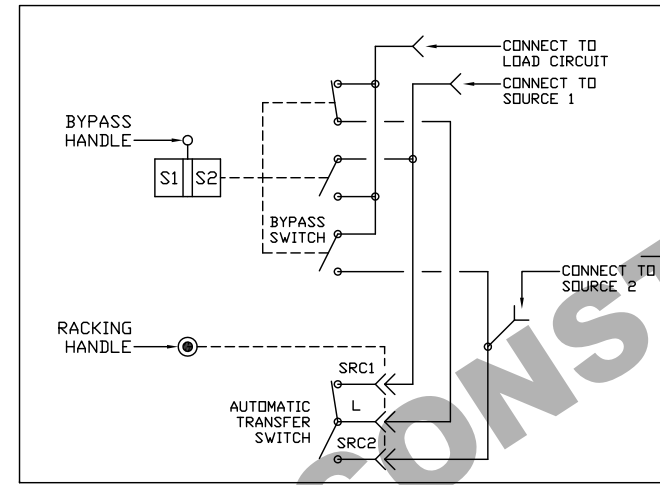 CONNECT TO
LOAD CIRCUIT
CONNECT TO
SOURCE 1
BYPASS
HANDLE
S1 S2
BYPASS
SWITCH
CONNECT TO
SOURCE 2
RACKING
HANDLE
SRC1
AUTOMATIC
TRANSFER
SWITCH
L
SRC2
CONST